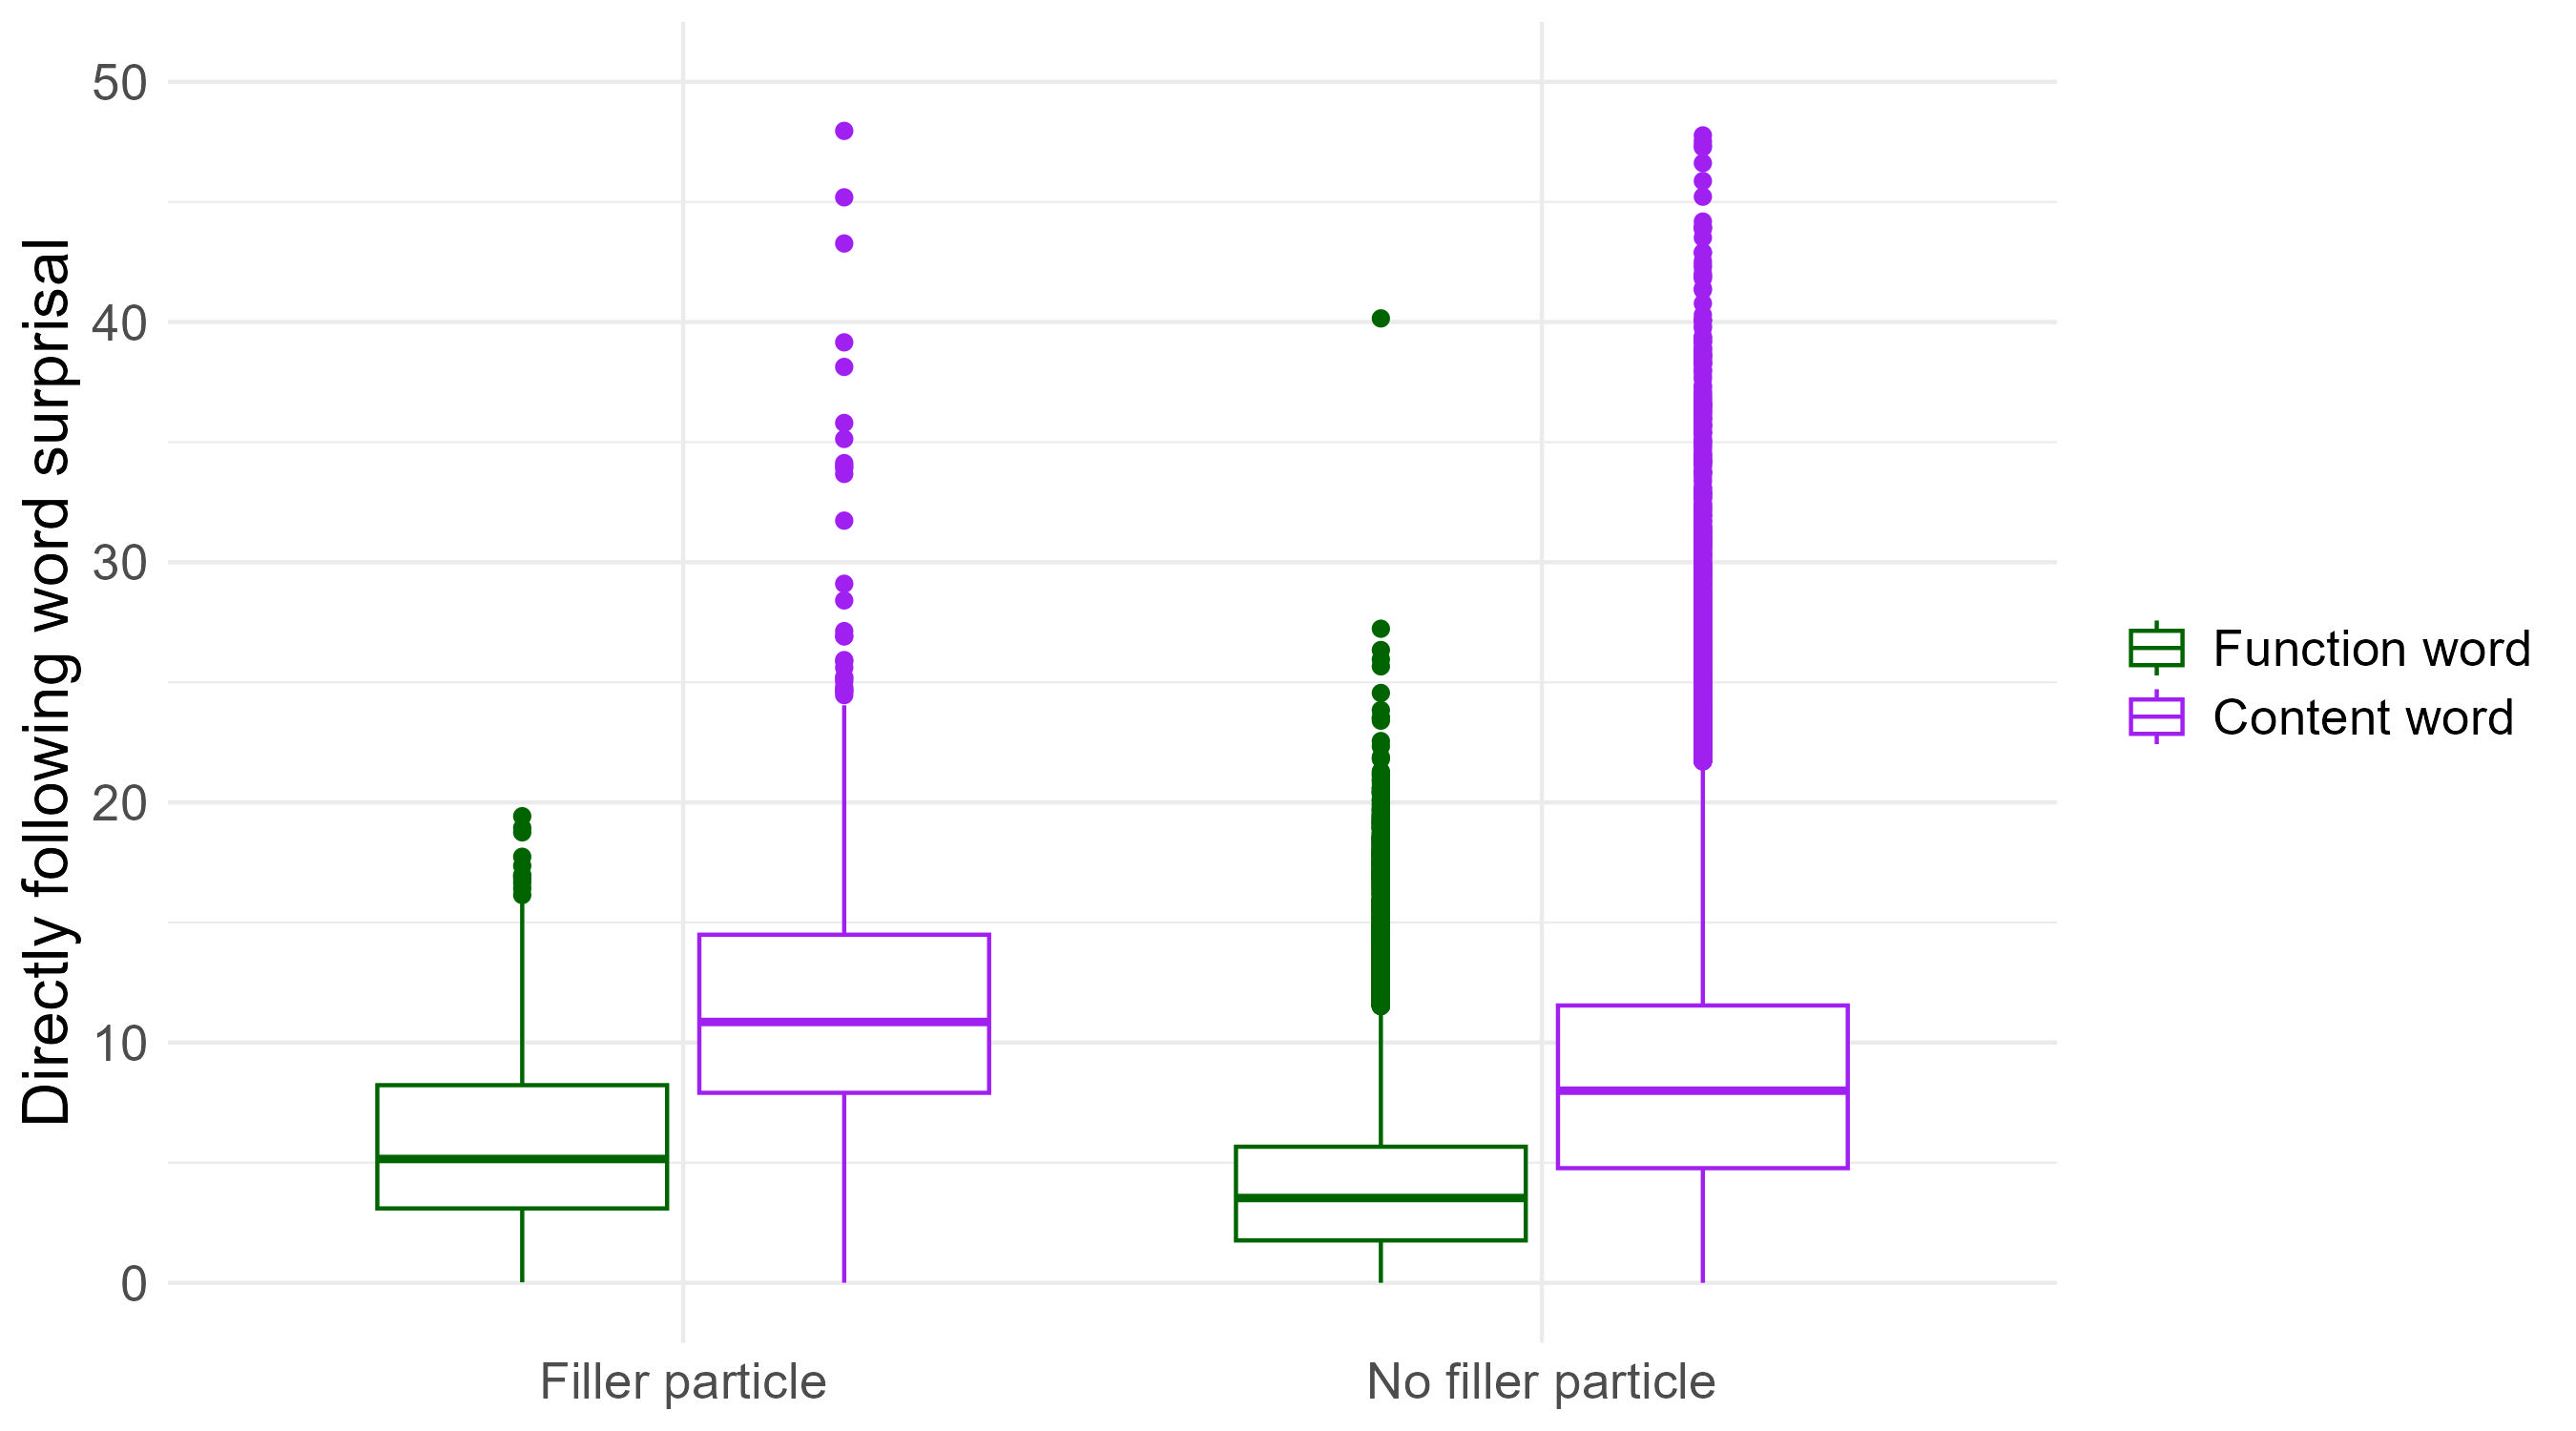 Directly following word surprisal
50
40
30
20
10
0
Filler particle
No filler particle
Function word
Content word